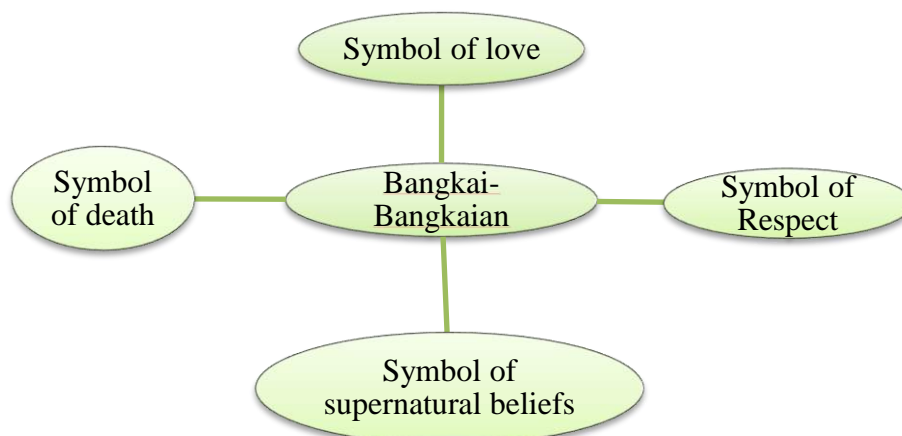 Symbol of love
Symbol
of death
Bangkai-
Bangkaian
Symbol of
Respect
Symbol of
supernatural beliefs